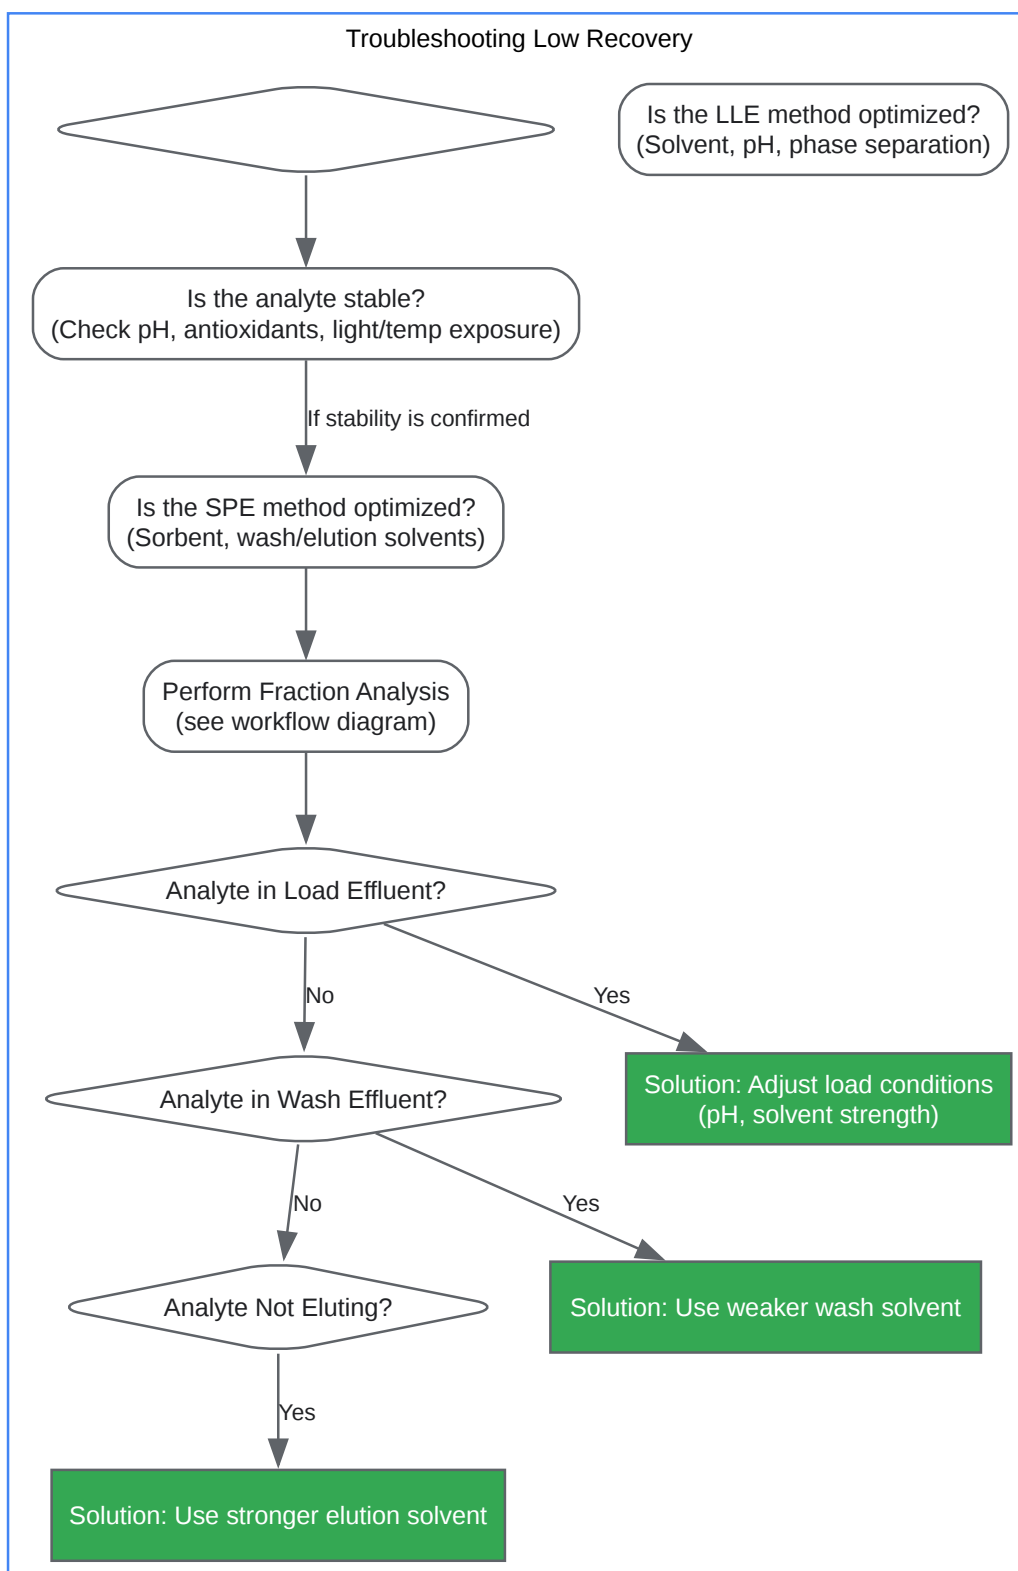 Troubleshooting Low Recovery
Is the LLE method optimized?
(Solvent, pH, phase separation)
Is the analyte stable?
(Check pH, antioxidants, light/temp exposure)
If stability is confirmed
Is the SPE method optimized?
(Sorbent, wash/elution solvents)
Perform Fraction Analysis
(see workflow diagram)
Analyte in Load Effluent?
No
Yes
Solution: Adjust load conditions
(pH, solvent strength)
Analyte in Wash Effluent?
No
Yes
Solution: Use weaker wash solvent
Analyte Not Eluting?
Yes
Solution: Use stronger elution solvent